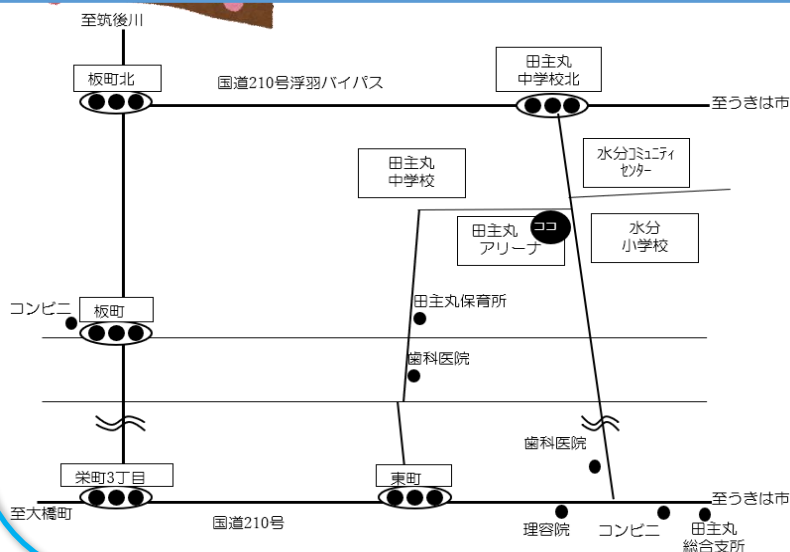 至筑後川
板町北
国道210号浮羽バイパス
田主丸
中学校北
至うきは市
田主丸
中学校
水分コミュニティ
センター
田主丸
アリーナ
ココ
水分
小学校
コンビニ
板町
田主丸保育所
歯科医院
歯科医院
栄町3丁目
東町
至うきは市
至大橋町
国道210号
理容院
コンビニ
田主丸
総合支所